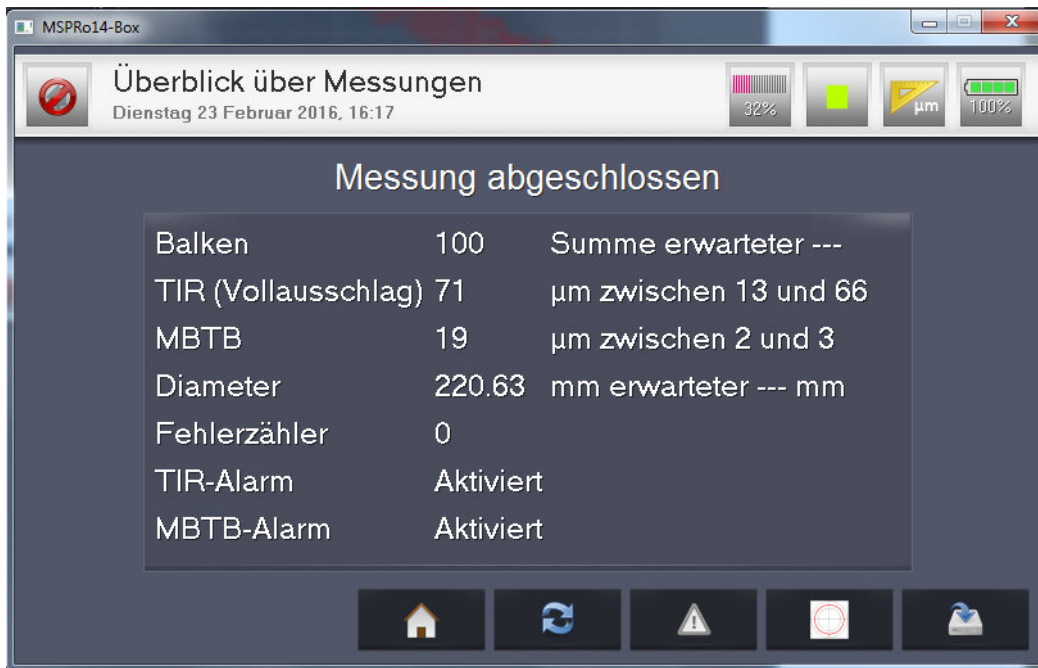 MSPRo14-Box
Überblick über Messungen
Dienstag 23 Februar 2016, 16:17
32%
µm
100%
Messung abgeschlossen
Balken 100 Summe erwarteter ---
TIR (Vollausschlag) 71 µm zwischen 13 und 66
MBTB 19 µm zwischen 2 und 3
Diameter 220.63 mm erwarteter --- mm
Fehlerzähler 0
TIR-Alarm Aktiviert
MBTB-Alarm Aktiviert